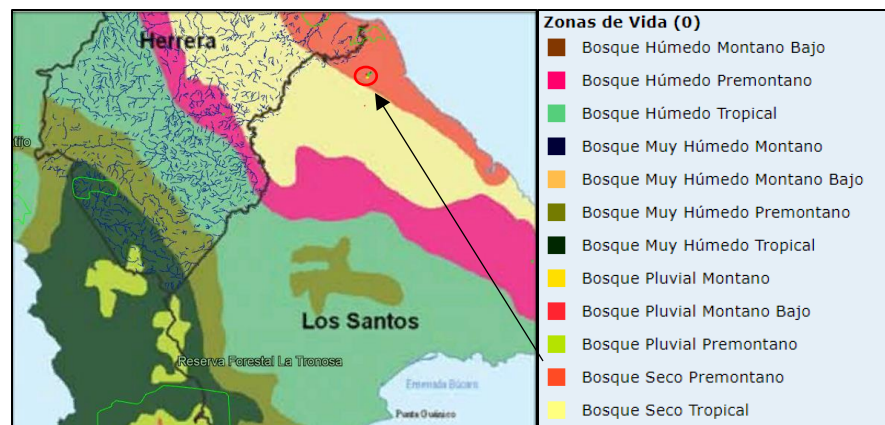 Herrera
tijo
Los Santos
Reserva Forestal La Tronosa
Ensenada Búcaro
Punta Guánico
Zonas de Vida (0)
Bosque Húmedo Montano Bajo
Bosque Húmedo Premontano
Bosque Húmedo Tropical
Bosque Muy Húmedo Montano
Bosque Muy Húmedo Montano Bajo
Bosque Muy Húmedo Premontano
Bosque Muy Húmedo Tropical
Bosque Pluvial Montano
Bosque Pluvial Montano Bajo
Bosque Pluvial Premontano
Bosque Seco Premontano
Bosque Seco Tropical